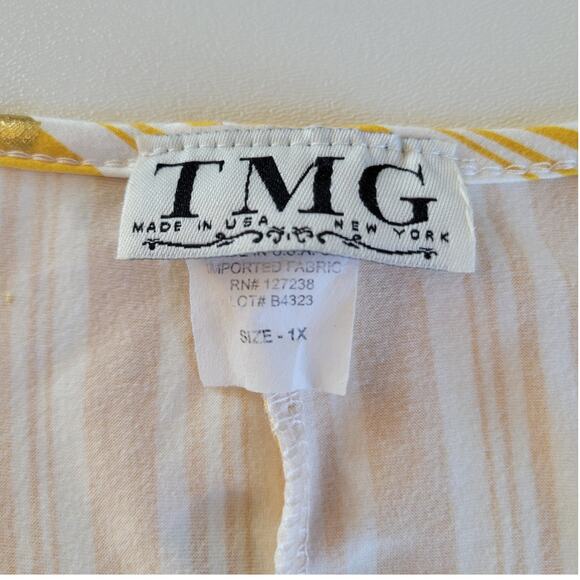 TMG
MADE IN USA NEW YORK
IMPORTED FABRIC
RN# 127238
LOT# B4323
SIZE - 1X